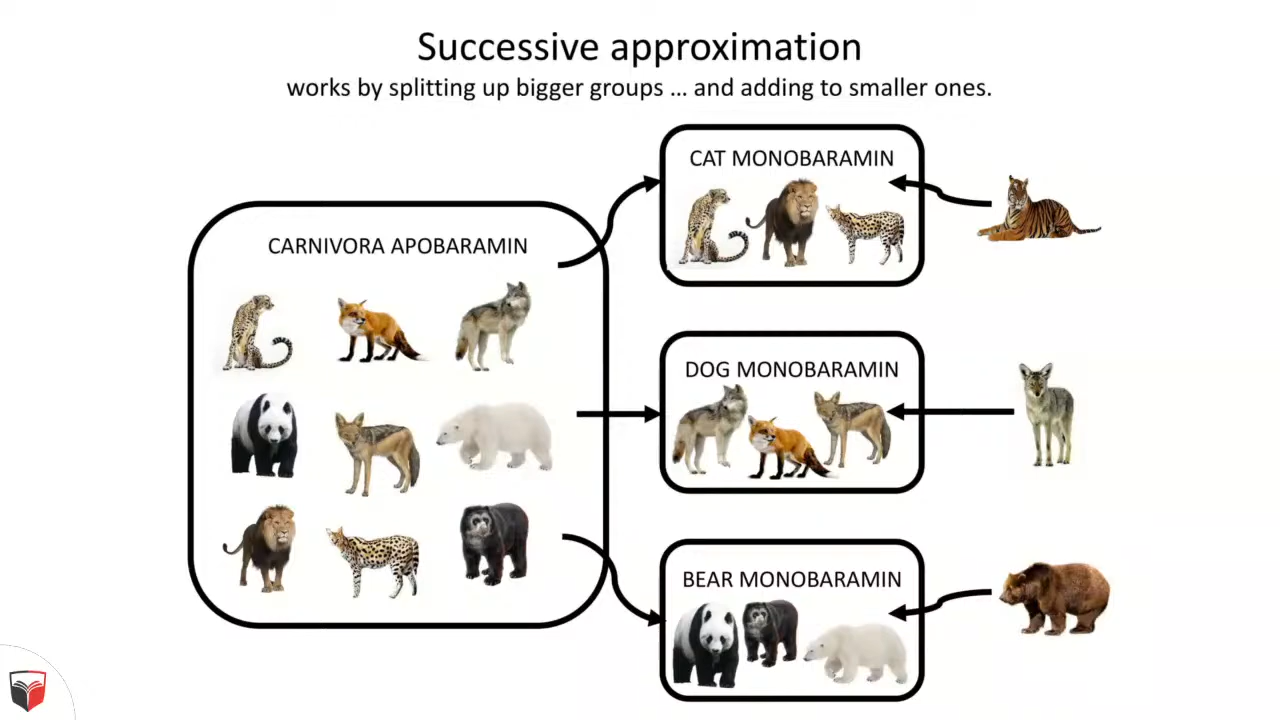 Successive approximation
works by splitting up bigger groups … and adding to smaller ones.
CARNIVORA APOBARAMIN
CAT MONOBARAMIN
DOG MONOBARAMIN
BEAR MONOBARAMIN